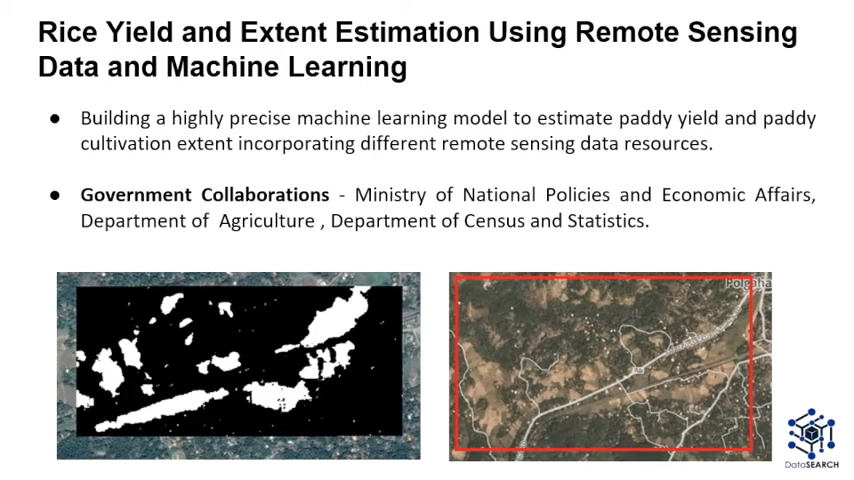 Rice Yield and Extent Estimation Using Remote Sensing
Data and Machine Learning
● Building a highly precise machine learning model to estimate paddy yield and paddy
cultivation extent incorporating different remote sensing data resources.
● Government Collaborations - Ministry of National Policies and Economic Affairs,
Department of Agriculture , Department of Census and Statistics.
Polgaha
DataSEARCH